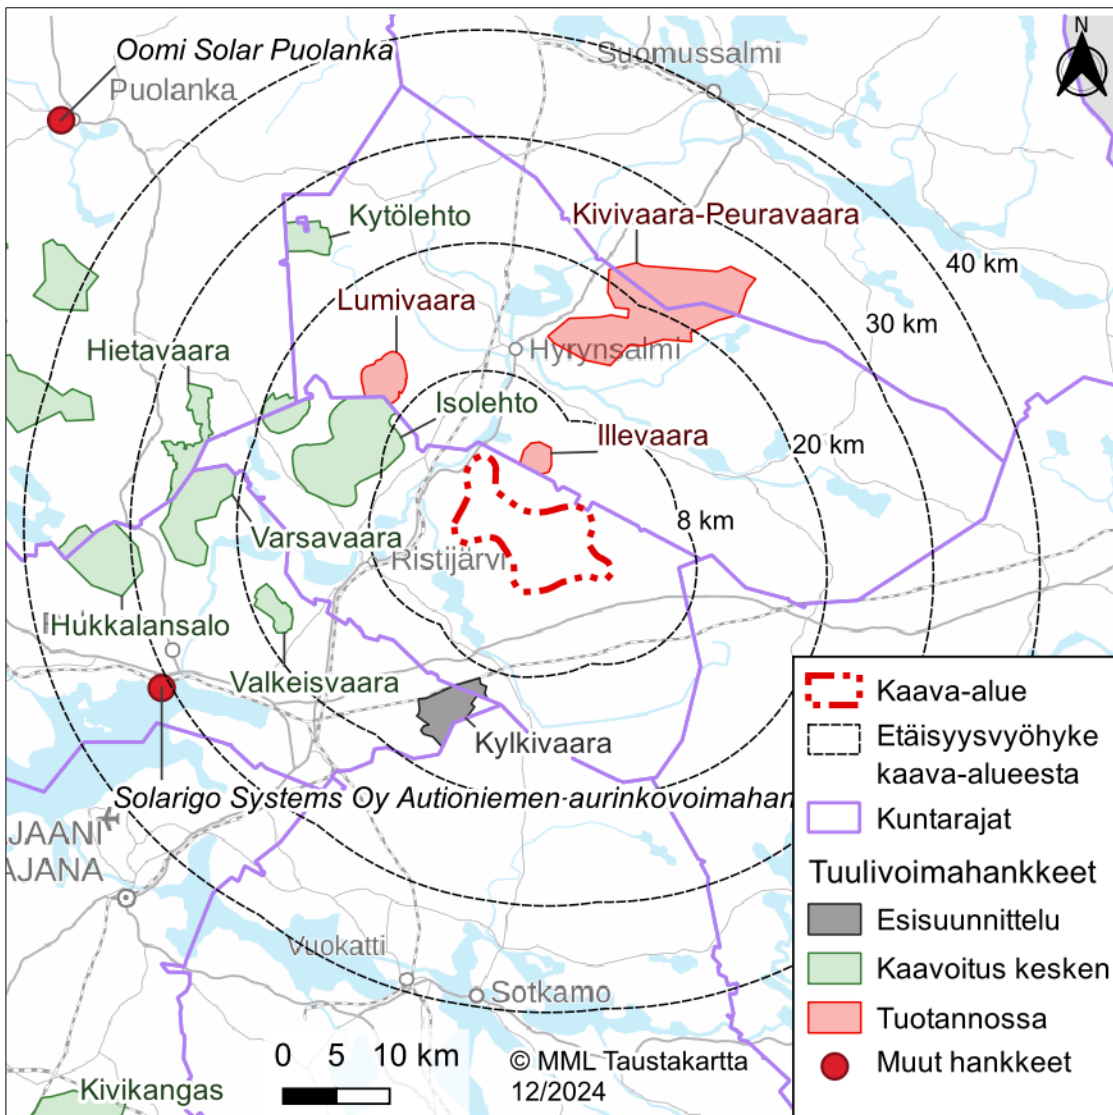 N
Oomi Solar Puolanka
Suomussalmi
Puolanka
Kytölehto
Kivivaara-Peuravaara
40 km
Lumivaara
30 km
Hietavaara
Hyrynsalmi
Isolehto
Illevaara
20 km
8 km
Varsavaara
Ristijärvi
Hukkalansalo
Valkeisvaara
Kylkivaara
Solarigo Systems Oy Autioniemen aurinkovoimahan
JAANI
AJANA
Vuokatti
Sotkamo
Kivikangas
0 5 10 km
© MML Taustakartta
12/2024
Kaava-alue
Etäisyysvyöhyke
kaava-alueesta
Kuntarajat
Tuulivoimahankkeet
Esisuunnittelu
Kaavoitus kesken
Tuotannossa
Muut hankkeet